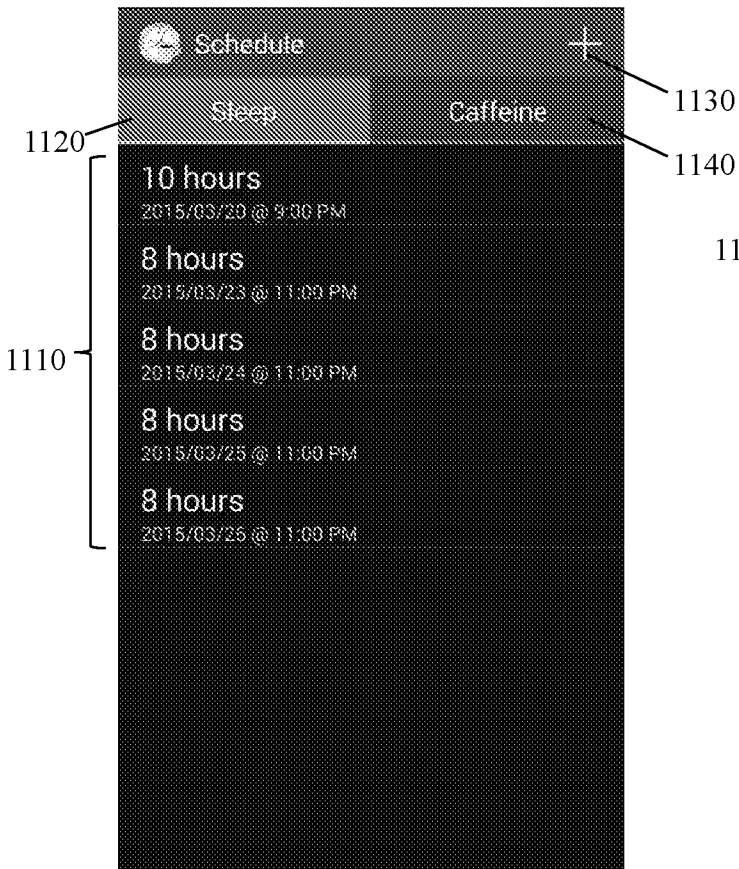 Schedule
1130
Sleep
Caffeine
1120
1140
10 hours
2015/03/20 @ 9:00 PM
11
8 hours
2015/03/23 @ 11:00 PM
8 hours
1110
2015/03/24 @ 11:00 PM
8 hours
2015/03/25 @ 11:00 PM
8 hours
2015/03/26 @ 11:00 PM